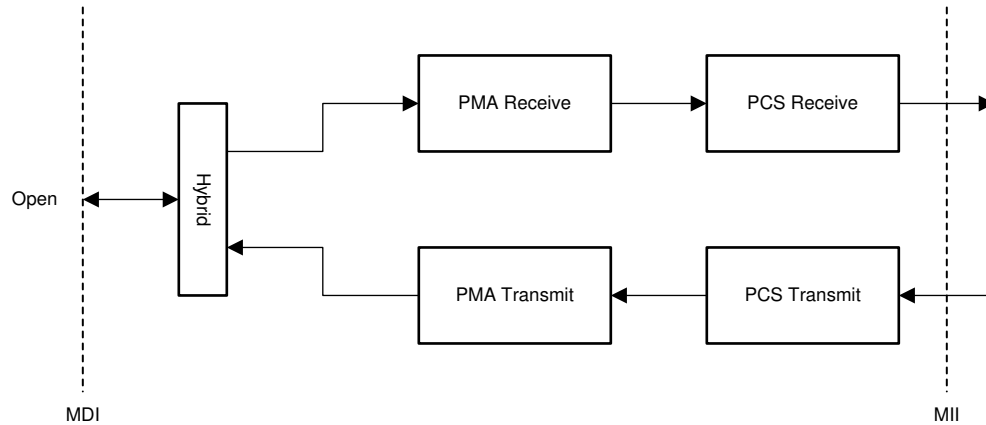 PMA Receive
PCS Receive
Hybrid
Open
PMA Transmit
PCS Transmit
MDI
MII